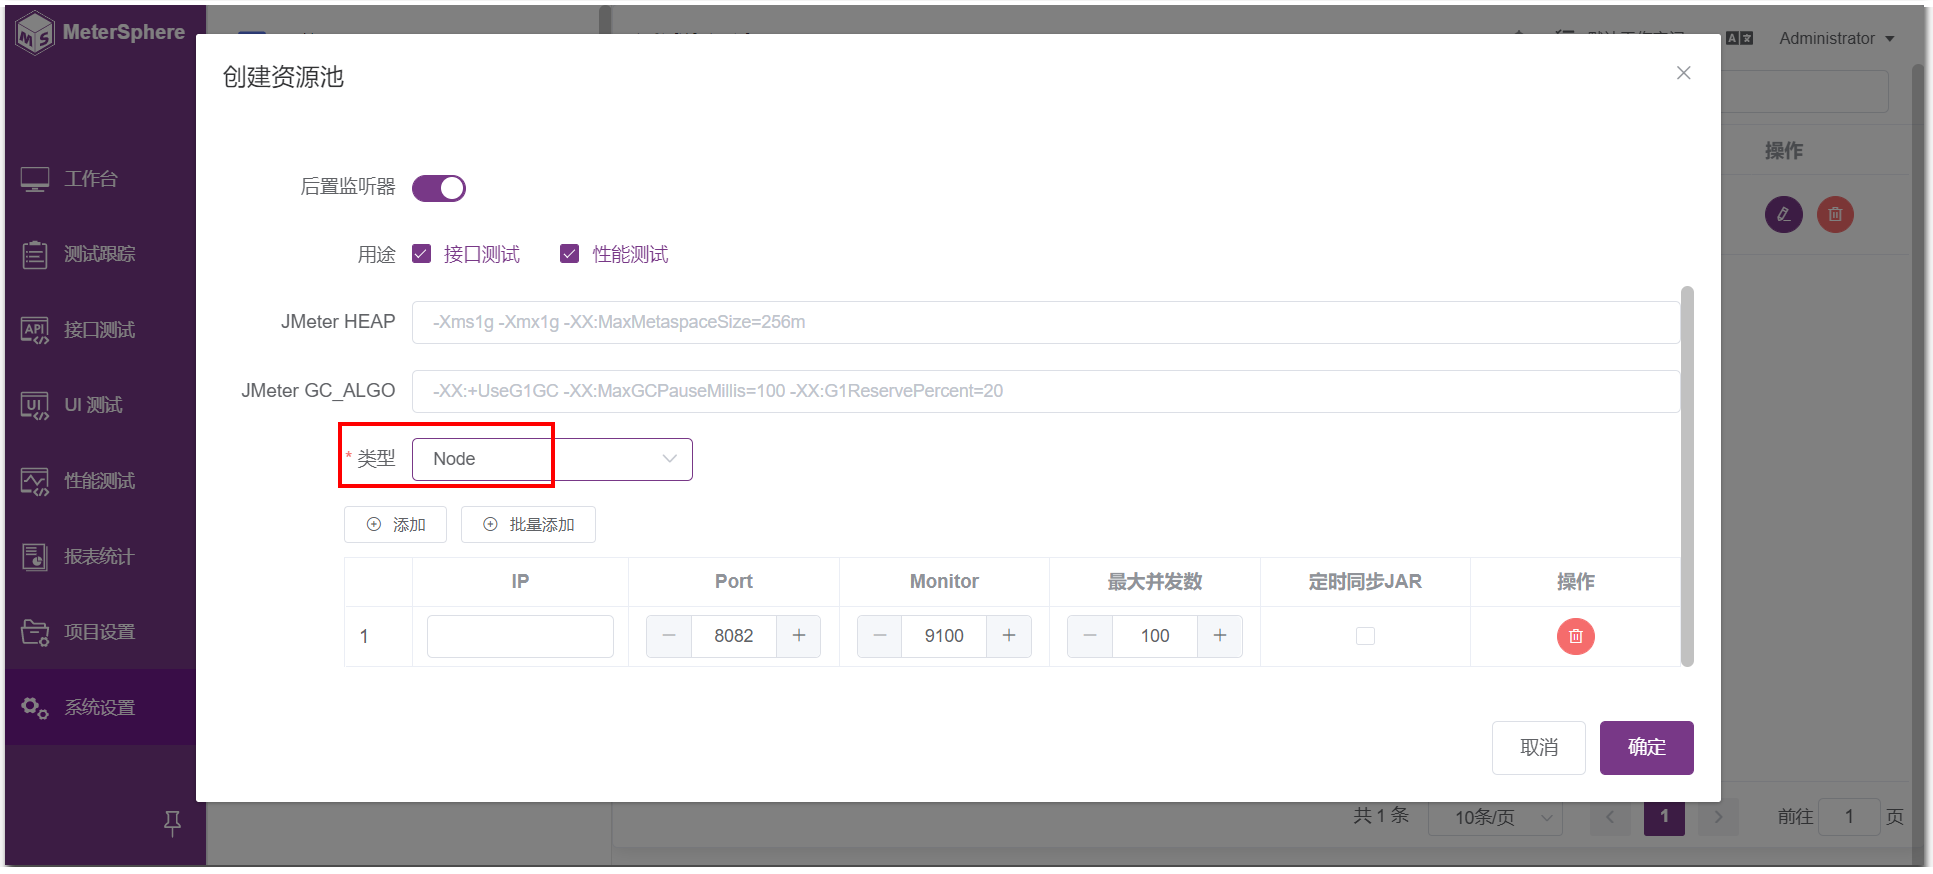 MeterSphere
Administrator
创建资源池
工作台
测试跟踪
接口测试
UI 测试
性能测试
报表统计
项目设置
系统设置
操作
后置监听器
用途 接口测试 性能测试
JMeter HEAP -Xms1g -Xmx1g -XX:MaxMetaspaceSize=256m
JMeter GC_ALGO -XX:+UseG1GC -XX:MaxGCPauseMillis=100 -XX:G1ReservePercent=20
* 类型 Node
添加 批量添加
IP Port Monitor 最大并发数 定时同步JAR 操作
1 8082 9100 100
取消 确定
共 1 条 10条/页 1 前往 1 页